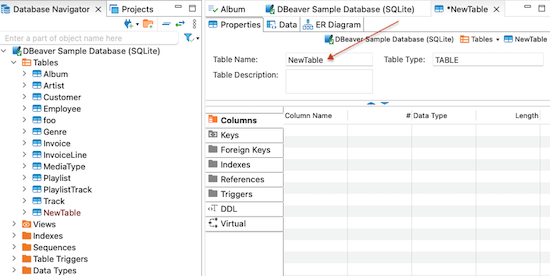 Database Navigator
Projects
Enter a part of object name here
DBeaver Sample Database (SQLite)
Tables
Album
Artist
Customer
Employee
foo
Genre
Invoice
InvoiceLine
MediaType
Playlist
PlaylistTrack
Track
NewTable
Views
Indexes
Sequences
Table Triggers
Data Types
Album
DBeaver Sample Database (SQLite)
*NewTable
Properties
Data
ER Diagram
DBeaver Sample Database (SQLite)
Tables
NewTable
Table Name:
NewTable
Table Type:
TABLE
Table Description:
Columns
Keys
Foreign Keys
Indexes
References
Triggers
DDL
Virtual
Column Name
# Data Type
Length